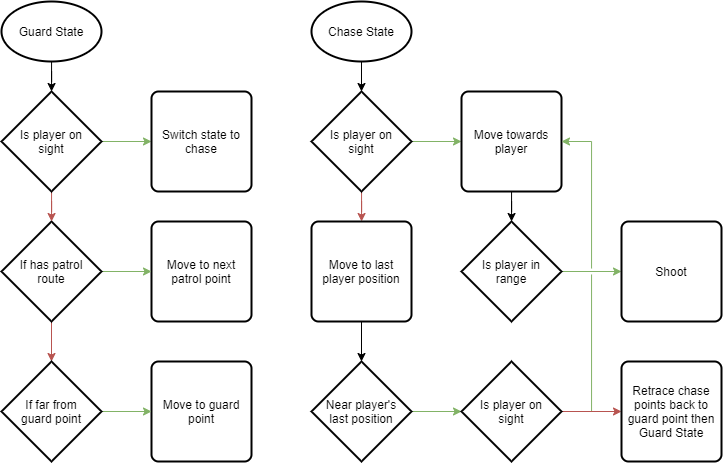 Guard State
Is player on
sight
Switch state to
chase
If has patrol
route
Move to next
patrol point
If far from
guard point
Move to guard
point
Chase State
Is player on
sight
Move towards
player
Move to last
player position
Is player in
range
Shoot
Near player's
last position
Is player on
sight
Retrace chase
points back to
guard point then
Guard State